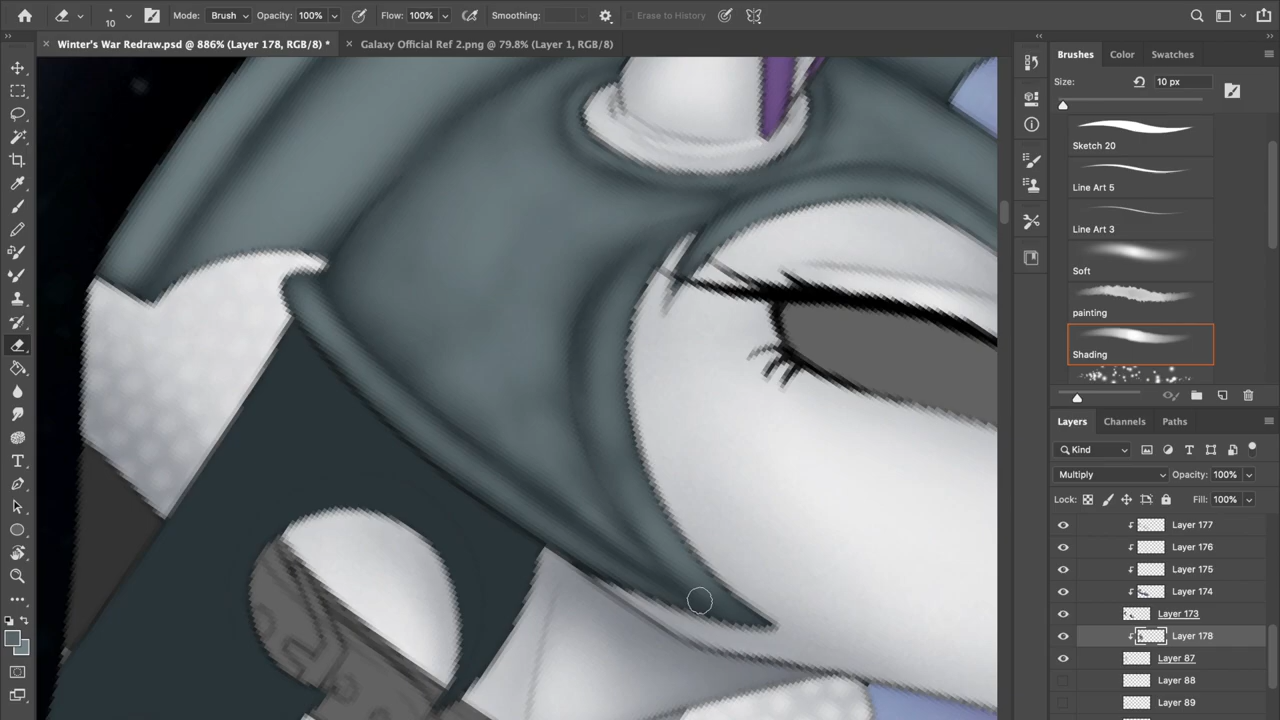 10
Mode: Brush
Opacity: 100%
Flow: 100%
Smoothing:
Erase to History
Winter's War Redraw.psd @ 886% (Layer 178, RGB/8) *
Galaxy Official Ref 2.png @ 79.8% (Layer 1, RGB/8)
Brushes
Color
Swatches
Size:
10 px
Sketch 20
Line Art 5
Line Art 3
Soft
painting
Shading
Layers
Channels
Paths
Kind
Multiply
Opacity: 100%
Lock:
Fill: 100%
Layer 177
Layer 176
Layer 175
Layer 174
Layer 173
Layer 178
Layer 87
Layer 88
Layer 89